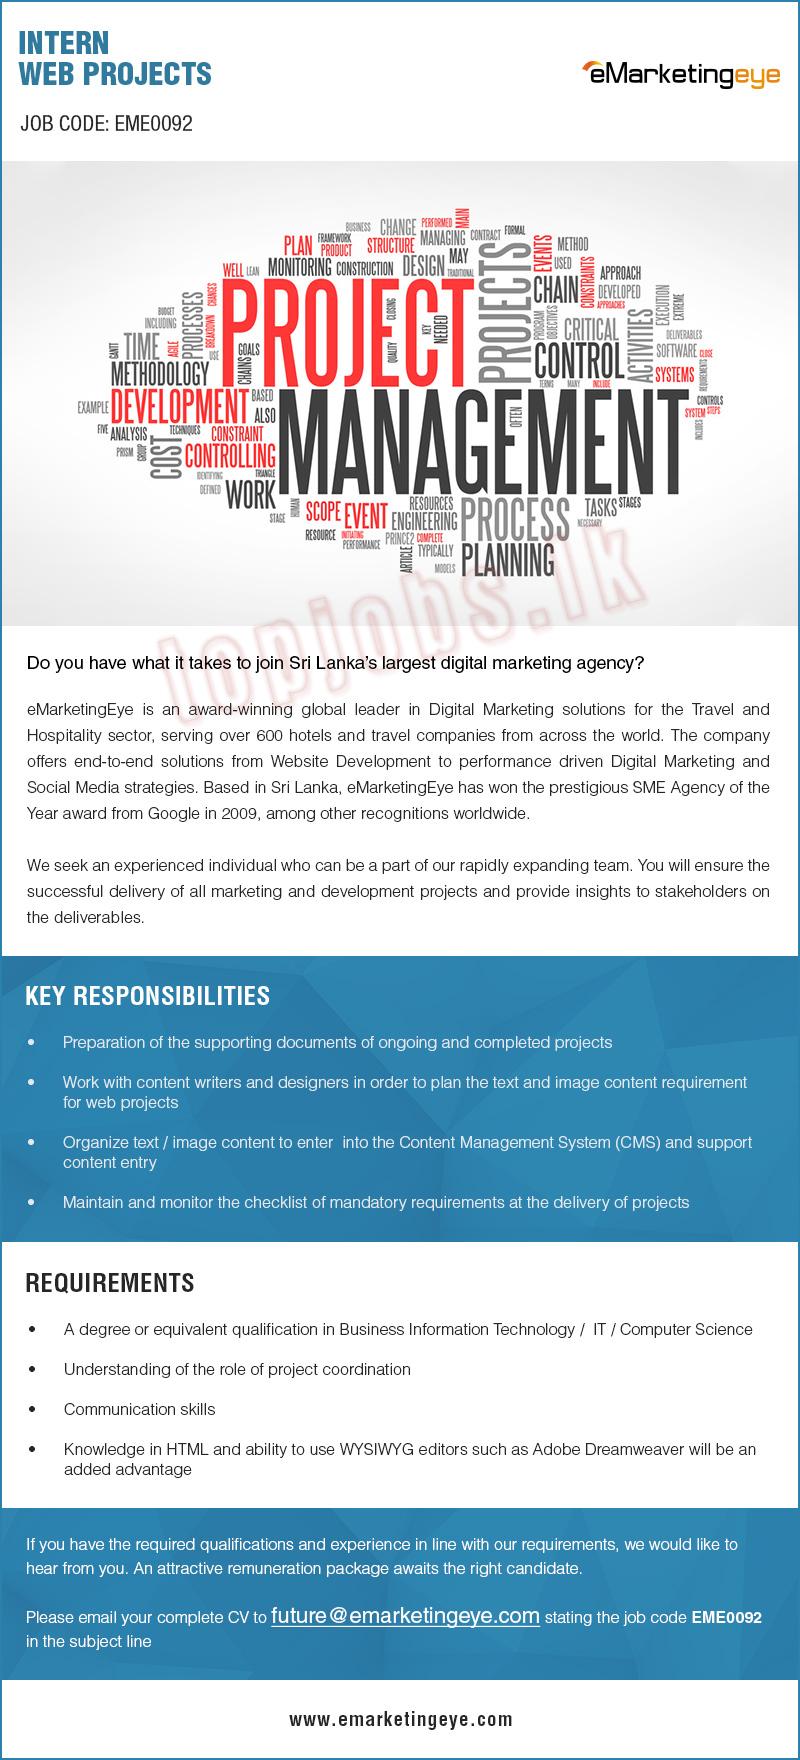 INTERN
WEB PROJECTS
eMarketingeye
JOB CODE: EME0092
BUSINESS
CHANGE
PERFORMED
MAIN
PLAN
FRAMEWORK
PRODUCT
STRUCTURE
MANAGING
CONTRACT
FORMAL
WELL
LEAN
MONITORING
CONSTRUCTION
DESIGN
MAY
TRADITIONAL
PROJECTS
EVENTS
METHOD
USED
CONSTRAINTS
APPROACH
DEVELOPED
APPROACHES
CHAIN
EXECUTION
EXTREME
BUDGET
INCLUDING
PROCESSES
CHANGES
BREAKDOWN
PROJECT
CLOSING
QUALITY
KEY
NEEDED
PROGRAM
OBJECTIVES
CRITICAL
ACTIVITIES
DELIVERABLES
SOFTWARE
CLOSE
GANTT
TIME
AGILE
USE
GOALS
CHAINS
CONTROL
SYSTEMS
REQUIREMENTS
METHODOLOGY
TERMS
MANY
INCLUDE
EXAMPLE
DEVELOPMENT
BASED
ALSO
MANAGEMENT
OFTEN
CONTROLS
SYSTEM
STEPS
INCLUDES
FIVE
ANALYSIS
TECHNIQUES
CONSTRAINT
PRISM
GROUP
COST
CONTROLLING
IDENTIFYING
TRIANGLE
DEFINED
WORK
STAGE
HUMAN
SCOPE
EVENT
RESOURCES
ENGINEERING
PROCESS
TASKS
STAGES
NECESSARY
RESOURCE
INITIATING
PERFORMANCE
PRINCE2
COMPLETE
ARTICLE
TYPICALLY
MODELS
PLANNING
topjobs.lk
Do you have what it takes to join Sri Lanka's largest digital marketing agency?
eMarketingEye is an award-winning global leader in Digital Marketing solutions for the Travel and
Hospitality sector, serving over 600 hotels and travel companies from across the world. The company
offers end-to-end solutions from Website Development to performance driven Digital Marketing and
Social Media strategies. Based in Sri Lanka, eMarketingEye has won the prestigious SME Agency of the
Year award from Google in 2009, among other recognitions worldwide.
We seek an experienced individual who can be a part of our rapidly expanding team. You will ensure the
successful delivery of all marketing and development projects and provide insights to stakeholders on
the deliverables.
KEY RESPONSIBILITIES
• Preparation of the supporting documents of ongoing and completed projects
• Work with content writers and designers in order to plan the text and image content requirement
for web projects
• Organize text / image content to enter into the Content Management System (CMS) and support
content entry
• Maintain and monitor the checklist of mandatory requirements at the delivery of projects
REQUIREMENTS
• A degree or equivalent qualification in Business Information Technology / IT / Computer Science
• Understanding of the role of project coordination
• Communication skills
• Knowledge in HTML and ability to use WYSIWYG editors such as Adobe Dreamweaver will be an
added advantage
If you have the required qualifications and experience in line with our requirements, we would like to
hear from you. An attractive remuneration package awaits the right candidate.
Please email your complete CV to future@emarketingeye.com stating the job code EME0092
in the subject line
www.emarketingeye.com